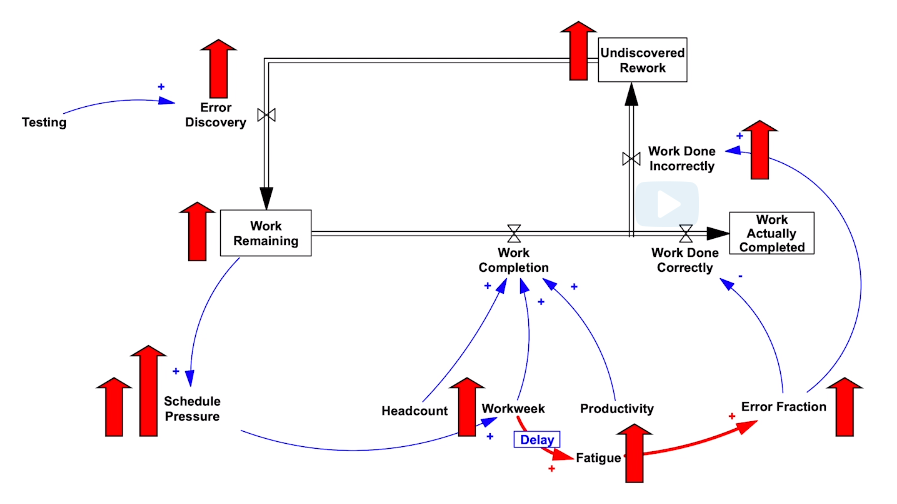 Undiscovered
Rework
+
Testing
Error
Discovery
+
Work Done
Incorrectly
Work
Remaining
Work
Completion
Work Done
Correctly
Work
Actually
Completed
+
+
+
-
+
Schedule
Pressure
Headcount
Workweek
Productivity
Error Fraction
+
+
Delay
Fatigue
+